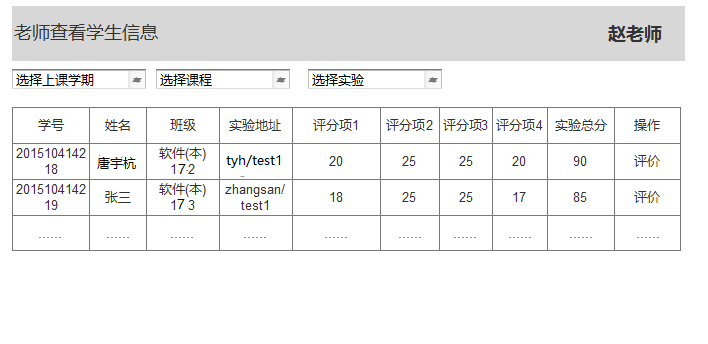 老师查看学生信息 赵老师
选择上课学期 选择课程 选择实验
学号 姓名 班级 实验地址 评分项1 评分项2 评分项3 评分项4 实验总分 操作
2015104142
18 唐宇杭 软件(本)
17-2 tyh/test1 20 25 25 20 90 评价
2015104142
19 张三 软件(本)
17-3 zhangsan/
test1 18 25 25 17 85 评价
...... ...... ...... ...... ...... ...... ...... ...... ...... ......